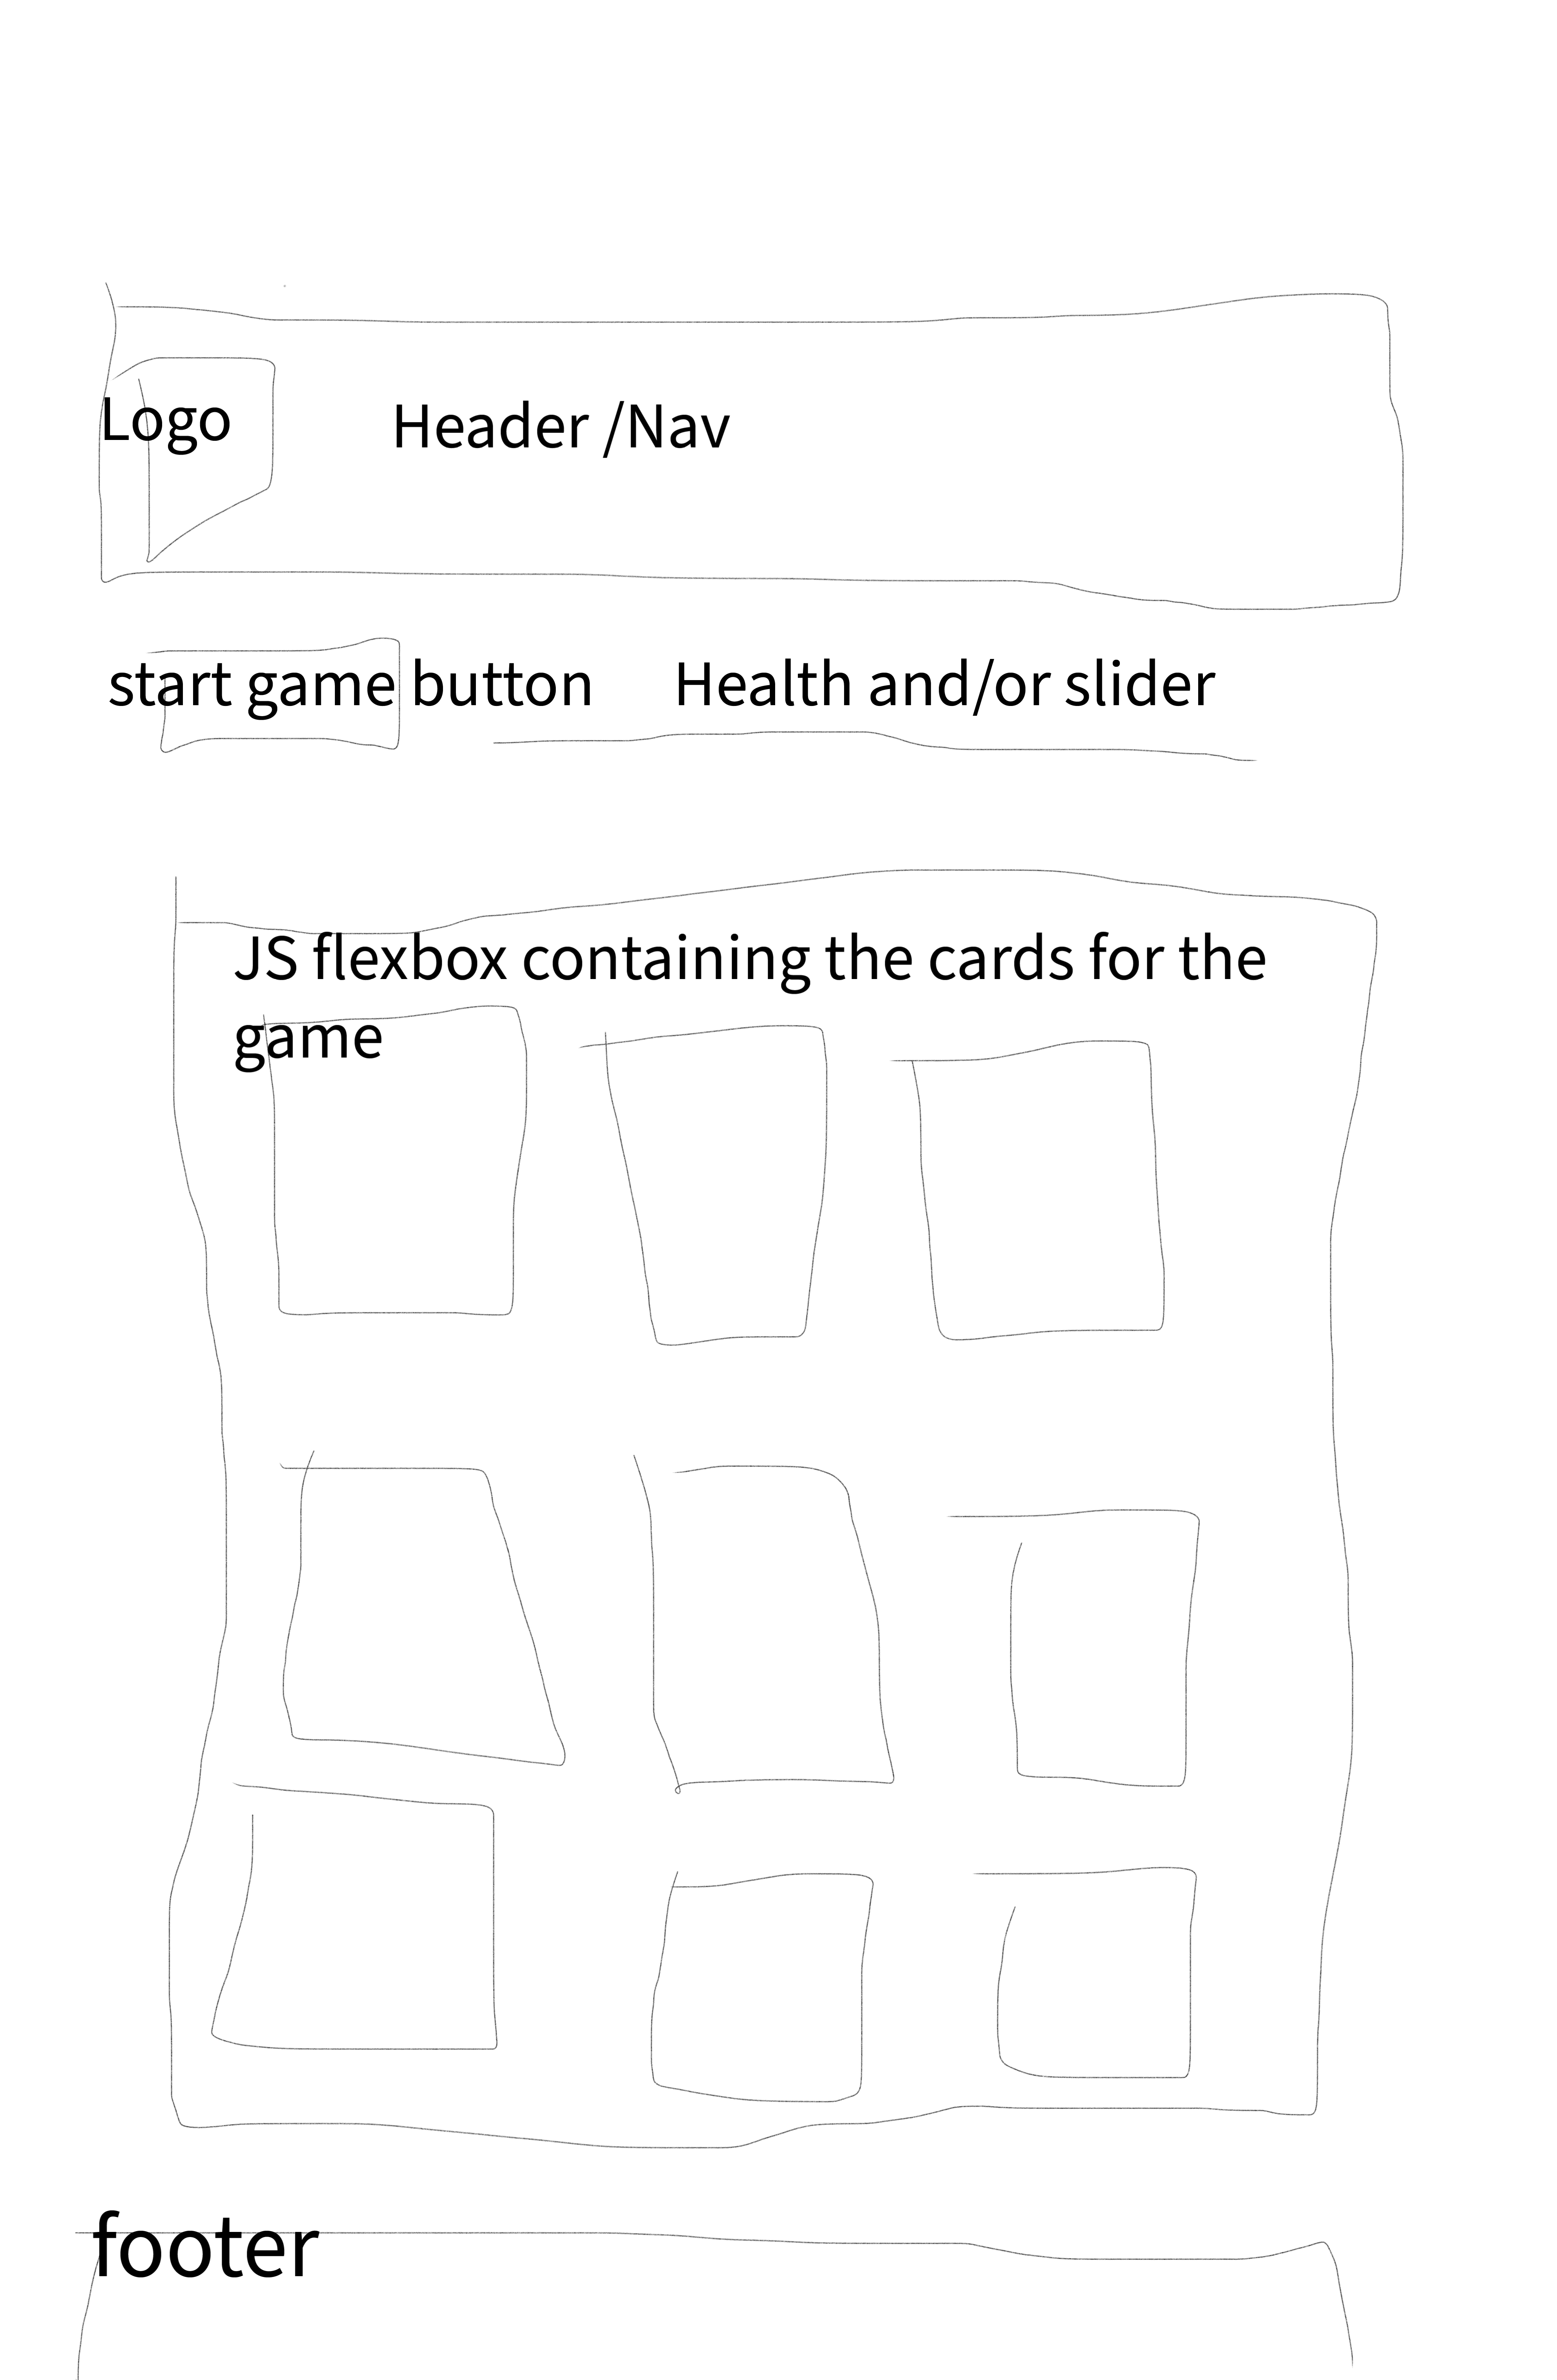 Logo
Header /Nav
start game button
Health and/or slider
JS flexbox containing the cards for the
game
footer